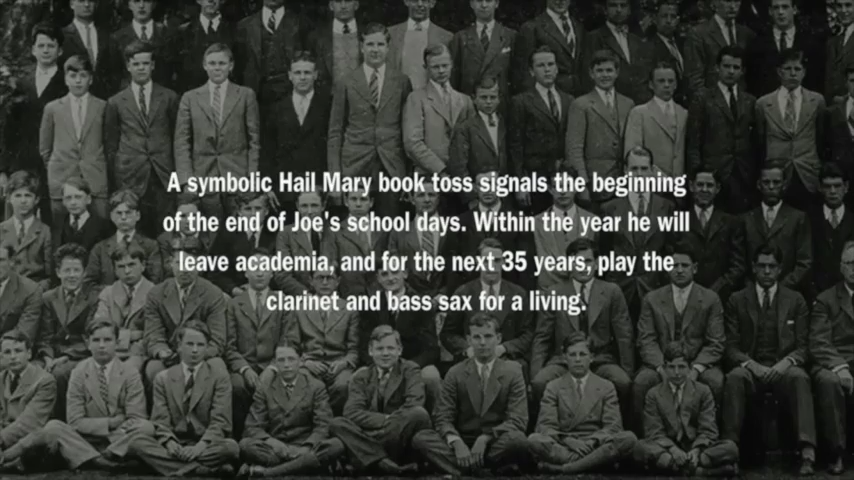 A symbolic Hail Mary book toss signals the beginning
of the end of Joe's school days. Within the year he will
leave academia, and for the next 35 years, play the
clarinet and bass sax for a living.